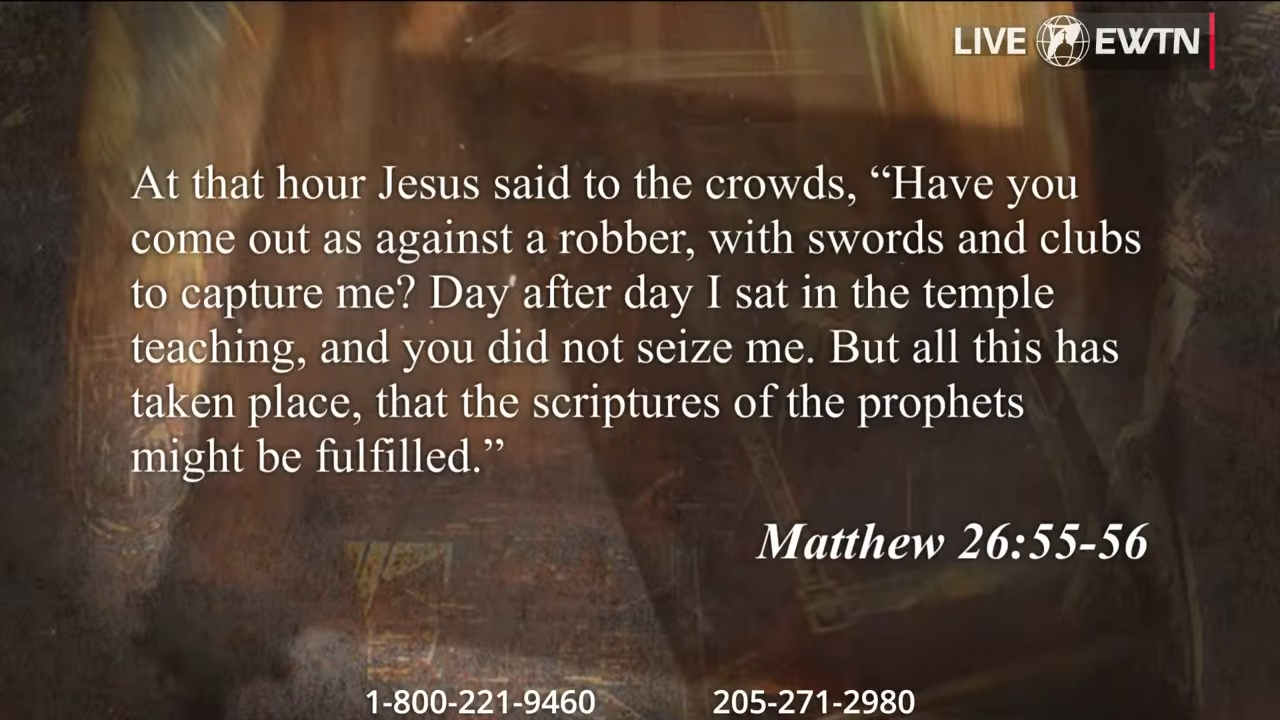 LIVE EWTN
At that hour Jesus said to the crowds, “Have you
come out as against a robber, with swords and clubs
to capture me? Day after day I sat in the temple
teaching, and you did not seize me. But all this has
taken place, that the scriptures of the prophets
might be fulfilled.”
Matthew 26:55-56
1-800-221-9460 205-271-2980